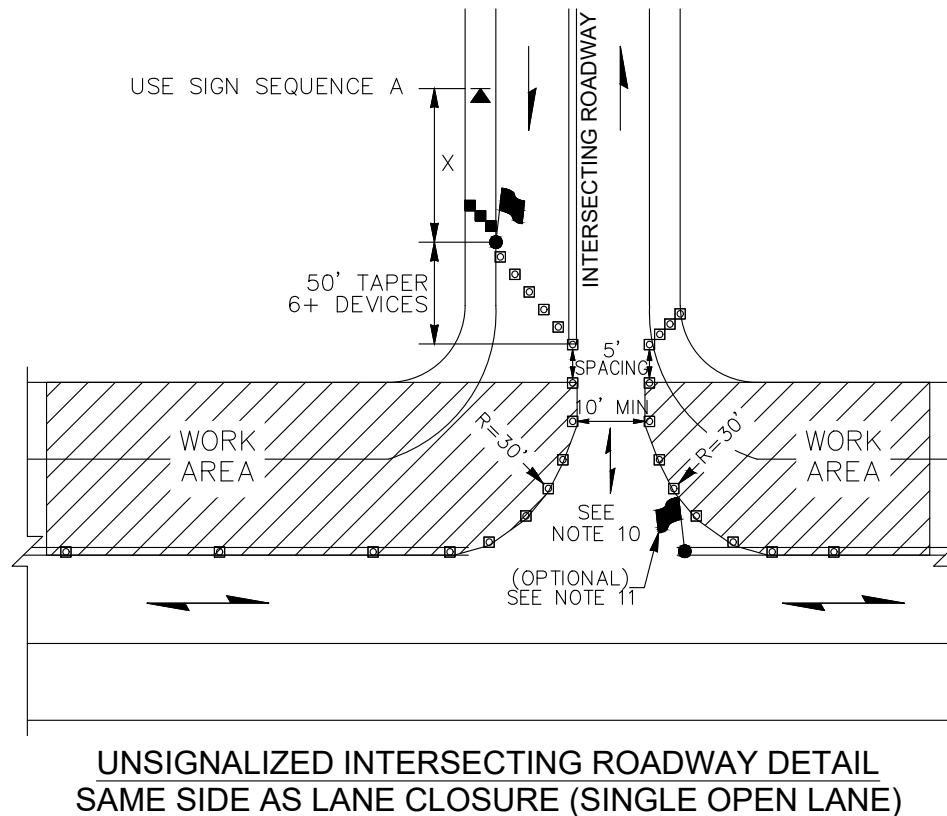 USE SIGN SEQUENCE A
INTERSECTING ROADWAY
X
50' TAPER
6+ DEVICES
5'
SPACING
10' MIN
WORK
AREA
R=30'
R=30'
WORK
AREA
SEE
NOTE 10
(OPTIONAL)
SEE NOTE 11
UNSIGNALIZED INTERSECTING ROADWAY DETAIL
SAME SIDE AS LANE CLOSURE (SINGLE OPEN LANE)